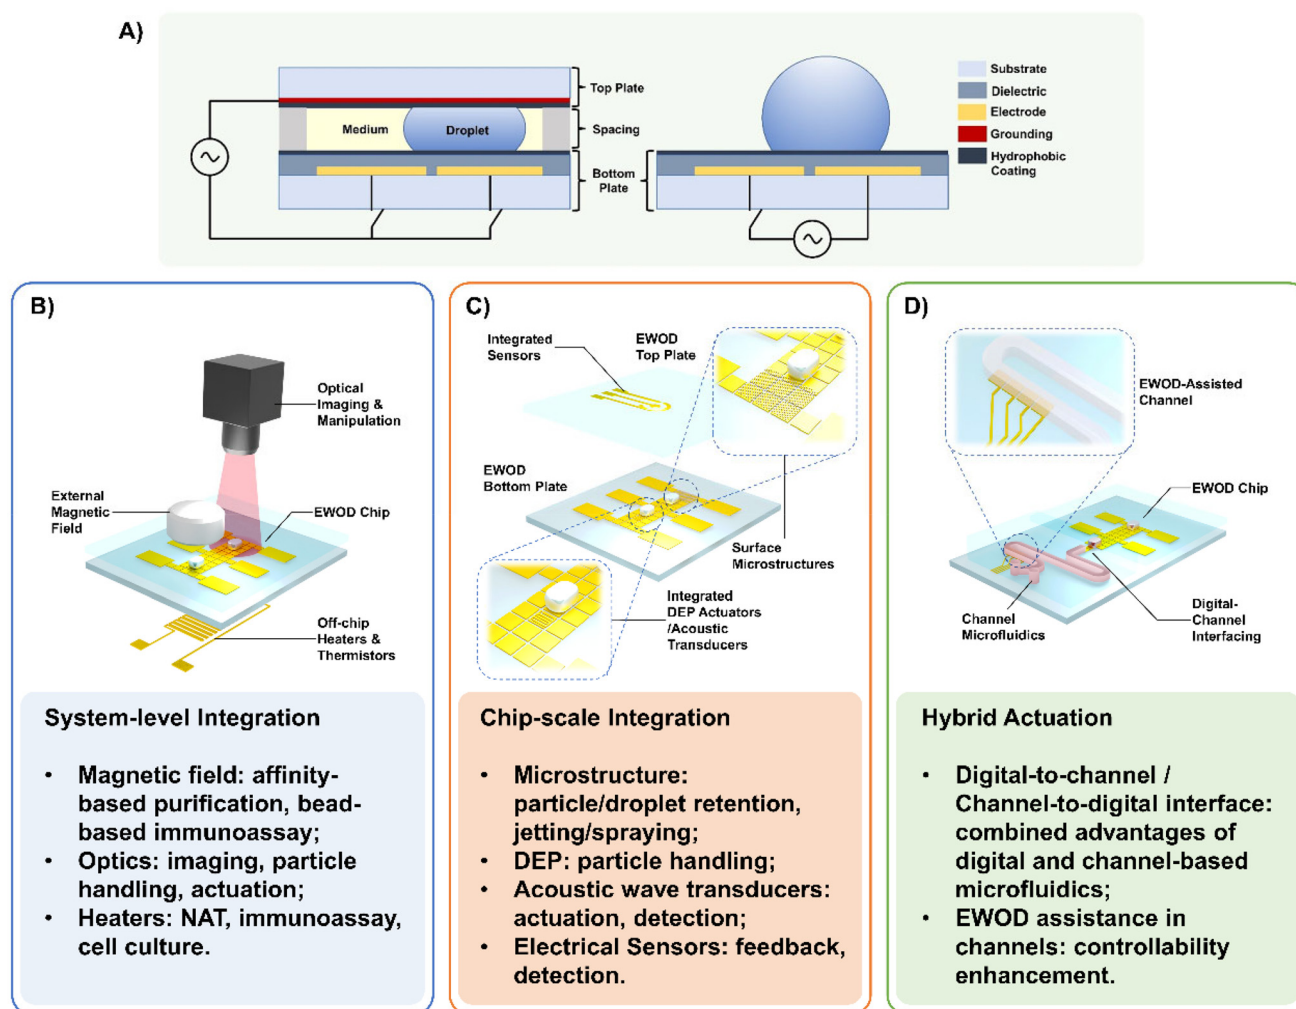 A)
Top Plate
Medium
Droplet
Spacing
Bottom
Plate
Substrate
Dielectric
Electrode
Grounding
Hydrophobic
Coating
B)
Optical
Imaging &
Manipulation
External
Magnetic
Field
EWOD Chip
Off-chip
Heaters &
Thermistors
System-level Integration
• Magnetic field: affinity-
based purification, bead-
based immunoassay;
• Optics: imaging, particle
handling, actuation;
• Heaters: NAT, immunoassay,
cell culture.
C)
Integrated
Sensors
EWOD
Top Plate
EWOD
Bottom Plate
Surface
Microstructures
Integrated
DEP Actuators
/Acoustic
Transducers
Chip-scale Integration
• Microstructure:
particle/droplet retention,
jetting/spraying;
• DEP: particle handling;
• Acoustic wave transducers:
actuation, detection;
• Electrical Sensors: feedback,
detection.
D)
EWOD-Assisted
Channel
EWOD Chip
Channel
Microfluidics
Digital-
Channel
Interfacing
Hybrid Actuation
• Digital-to-channel /
Channel-to-digital interface:
combined advantages of
digital and channel-based
microfluidics;
• EWOD assistance in
channels: controllability
enhancement.